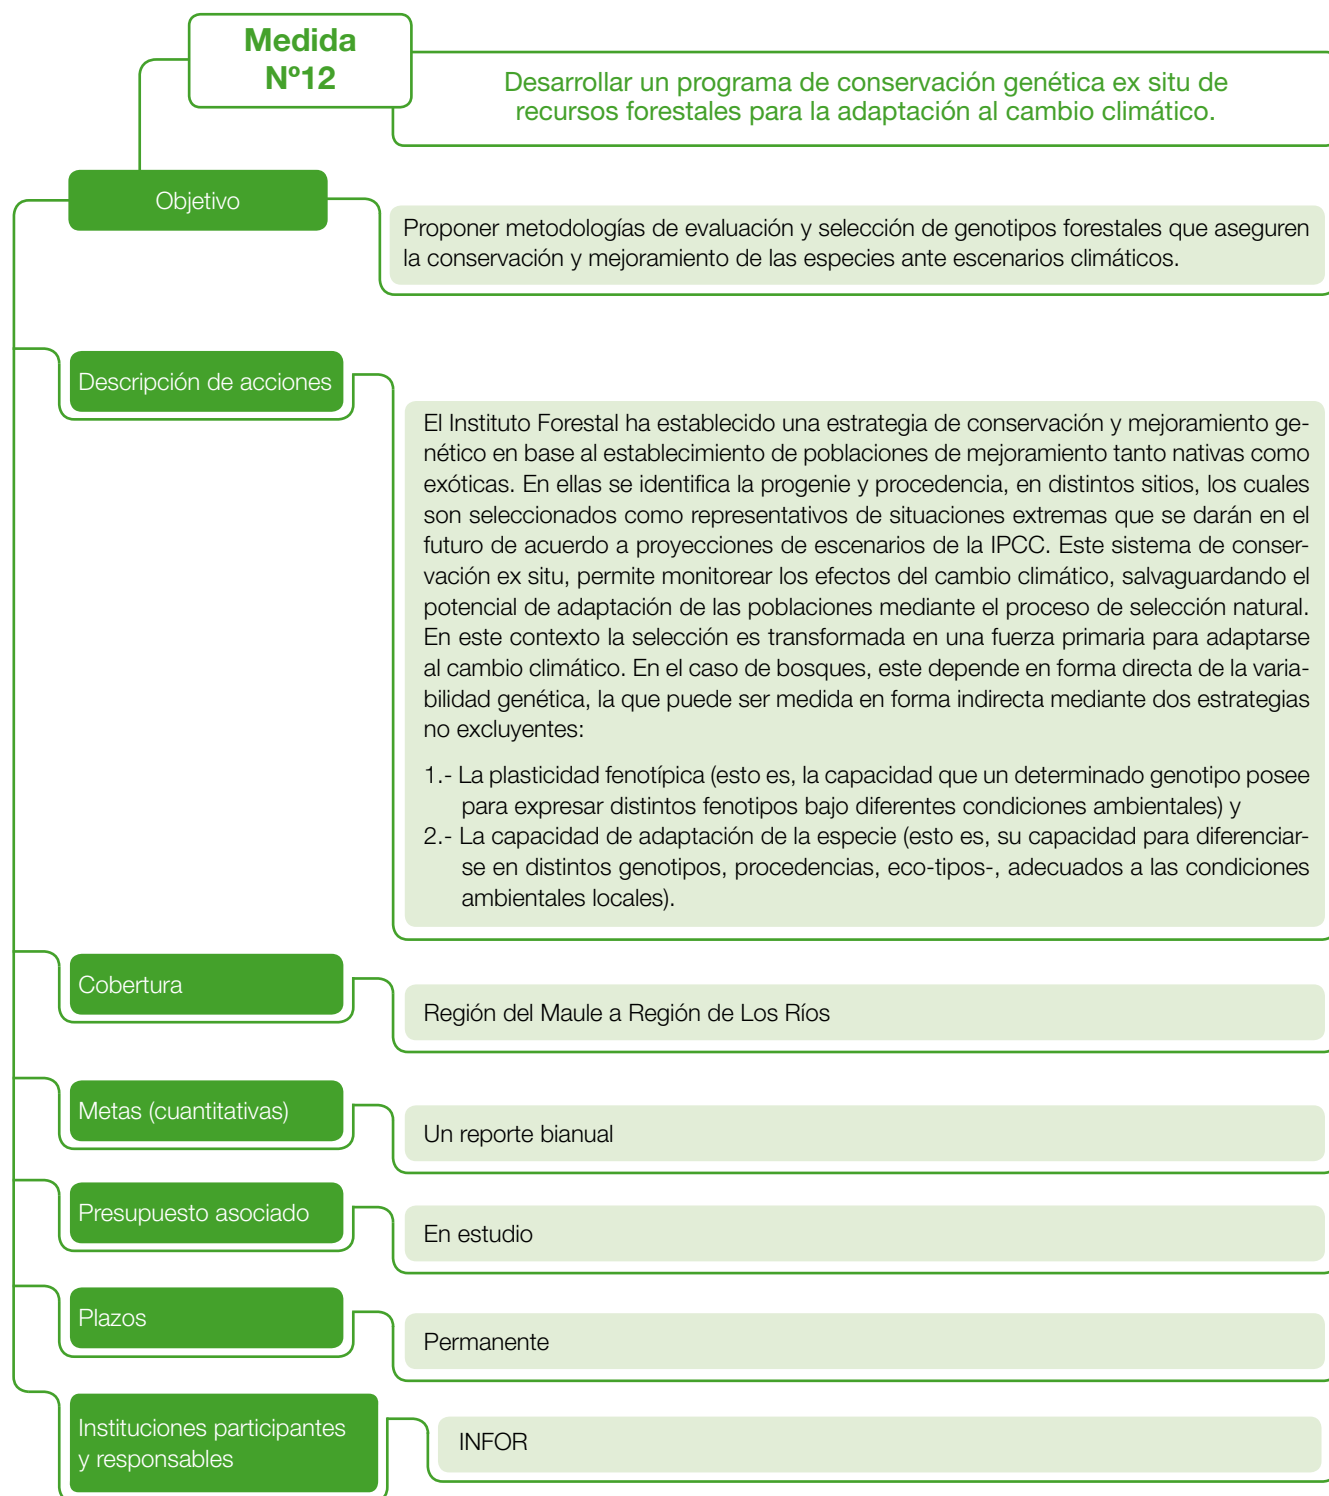 Medida
Nº12
Desarrollar un programa de conservación genética ex situ de
recursos forestales para la adaptación al cambio climático.
Objetivo
Proponer metodologías de evaluación y selección de genotipos forestales que aseguren
la conservación y mejoramiento de las especies ante escenarios climáticos.
Descripción de acciones
El Instituto Forestal ha establecido una estrategia de conservación y mejoramiento ge-
nético en base al establecimiento de poblaciones de mejoramiento tanto nativas como
exóticas. En ellas se identifica la progenie y procedencia, en distintos sitios, los cuales
son seleccionados como representativos de situaciones extremas que se darán en el
futuro de acuerdo a proyecciones de escenarios de la IPCC. Este sistema de conser-
vación ex situ, permite monitorear los efectos del cambio climático, salvaguardando el
potencial de adaptación de las poblaciones mediante el proceso de selección natural.
En este contexto la selección es transformada en una fuerza primaria para adaptarse
al cambio climático. En el caso de bosques, este depende en forma directa de la varia-
bilidad genética, la que puede ser medida en forma indirecta mediante dos estrategias
no excluyentes:
1.- La plasticidad fenotípica (esto es, la capacidad que un determinado genotipo posee
para expresar distintos fenotipos bajo diferentes condiciones ambientales) y
2.- La capacidad de adaptación de la especie (esto es, su capacidad para diferenciar-
se en distintos genotipos, procedencias, eco-tipos-, adecuados a las condiciones
ambientales locales).
Cobertura
Región del Maule a Región de Los Ríos
Metas (cuantitativas)
Un reporte bianual
Presupuesto asociado
En estudio
Plazos
Permanente
Instituciones participantes
y responsables
INFOR